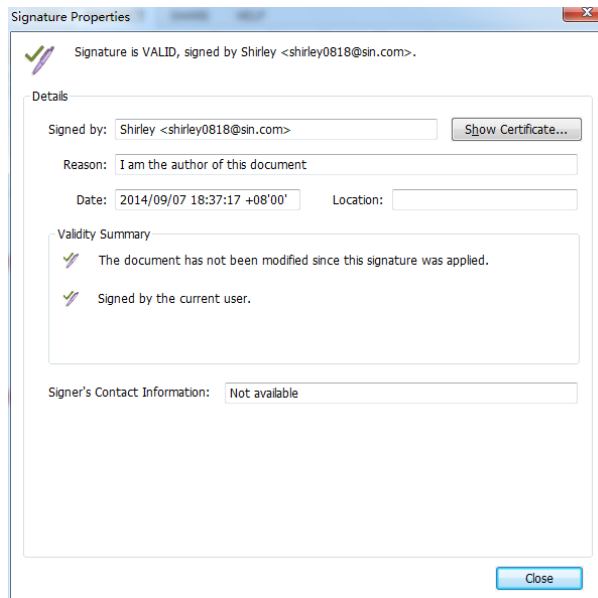 Signature Properties
Signature is VALID, signed by Shirley <shirley0818@sin.com>.
Details
Signed by: Shirley <shirley0818@sin.com> Show Certificate...
Reason: I am the author of this document
Date: 2014/09/07 18:37:17 +08'00' Location:
Validity Summary
The document has not been modified since this signature was applied.
Signed by the current user.
Signer's Contact Information: Not available
Close